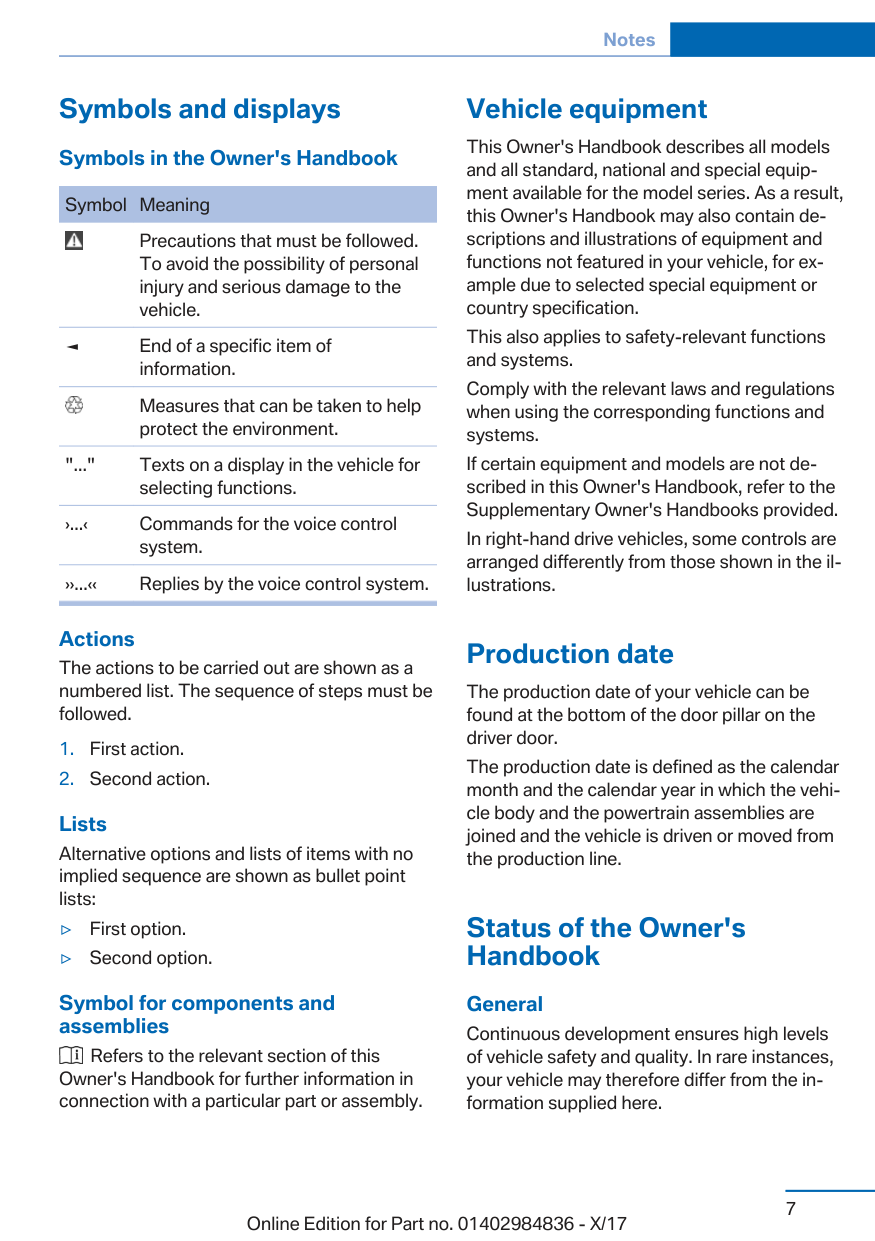 Notes
Symbols and displays
Symbols in the Owner's Handbook
Symbol Meaning
Precautions that must be followed.
To avoid the possibility of personal
injury and serious damage to the
vehicle.
◄ End of a specific item of
information.
Measures that can be taken to help
protect the environment.
"..." Texts on a display in the vehicle for
selecting functions.
›...‹ Commands for the voice control
system.
››...‹‹ Replies by the voice control system.
Actions
The actions to be carried out are shown as a
numbered list. The sequence of steps must be
followed.
1. First action.
2. Second action.
Lists
Alternative options and lists of items with no
implied sequence are shown as bullet point
lists:
▷ First option.
▷ Second option.
Symbol for components and
assemblies
Refers to the relevant section of this
Owner's Handbook for further information in
connection with a particular part or assembly.
Vehicle equipment
This Owner's Handbook describes all models
and all standard, national and special equip-
ment available for the model series. As a result,
this Owner's Handbook may also contain de-
scriptions and illustrations of equipment and
functions not featured in your vehicle, for ex-
ample due to selected special equipment or
country specification.
This also applies to safety-relevant functions
and systems.
Comply with the relevant laws and regulations
when using the corresponding functions and
systems.
If certain equipment and models are not de-
scribed in this Owner's Handbook, refer to the
Supplementary Owner's Handbooks provided.
In right-hand drive vehicles, some controls are
arranged differently from those shown in the il-
lustrations.
Production date
The production date of your vehicle can be
found at the bottom of the door pillar on the
driver door.
The production date is defined as the calendar
month and the calendar year in which the vehi-
cle body and the powertrain assemblies are
joined and the vehicle is driven or moved from
the production line.
Status of the Owner's
Handbook
General
Continuous development ensures high levels
of vehicle safety and quality. In rare instances,
your vehicle may therefore differ from the in-
formation supplied here.
7
Online Edition for Part no. 01402984836 - X/17